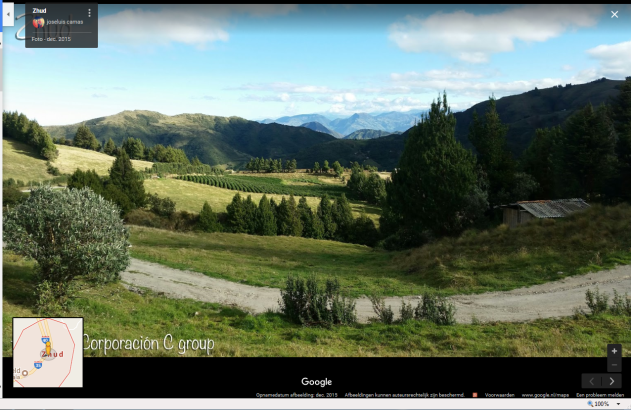 Zhud
joseluis camas
Foto - dec. 2015
Corporación C group
Zhud
Google
Opnamedatum afbeelding: dec. 2015 Afbeeldingen kunnen auteursrechtelijk zijn beschermd. Voorwaarden www.google.nl/maps Een probleem melden
100%